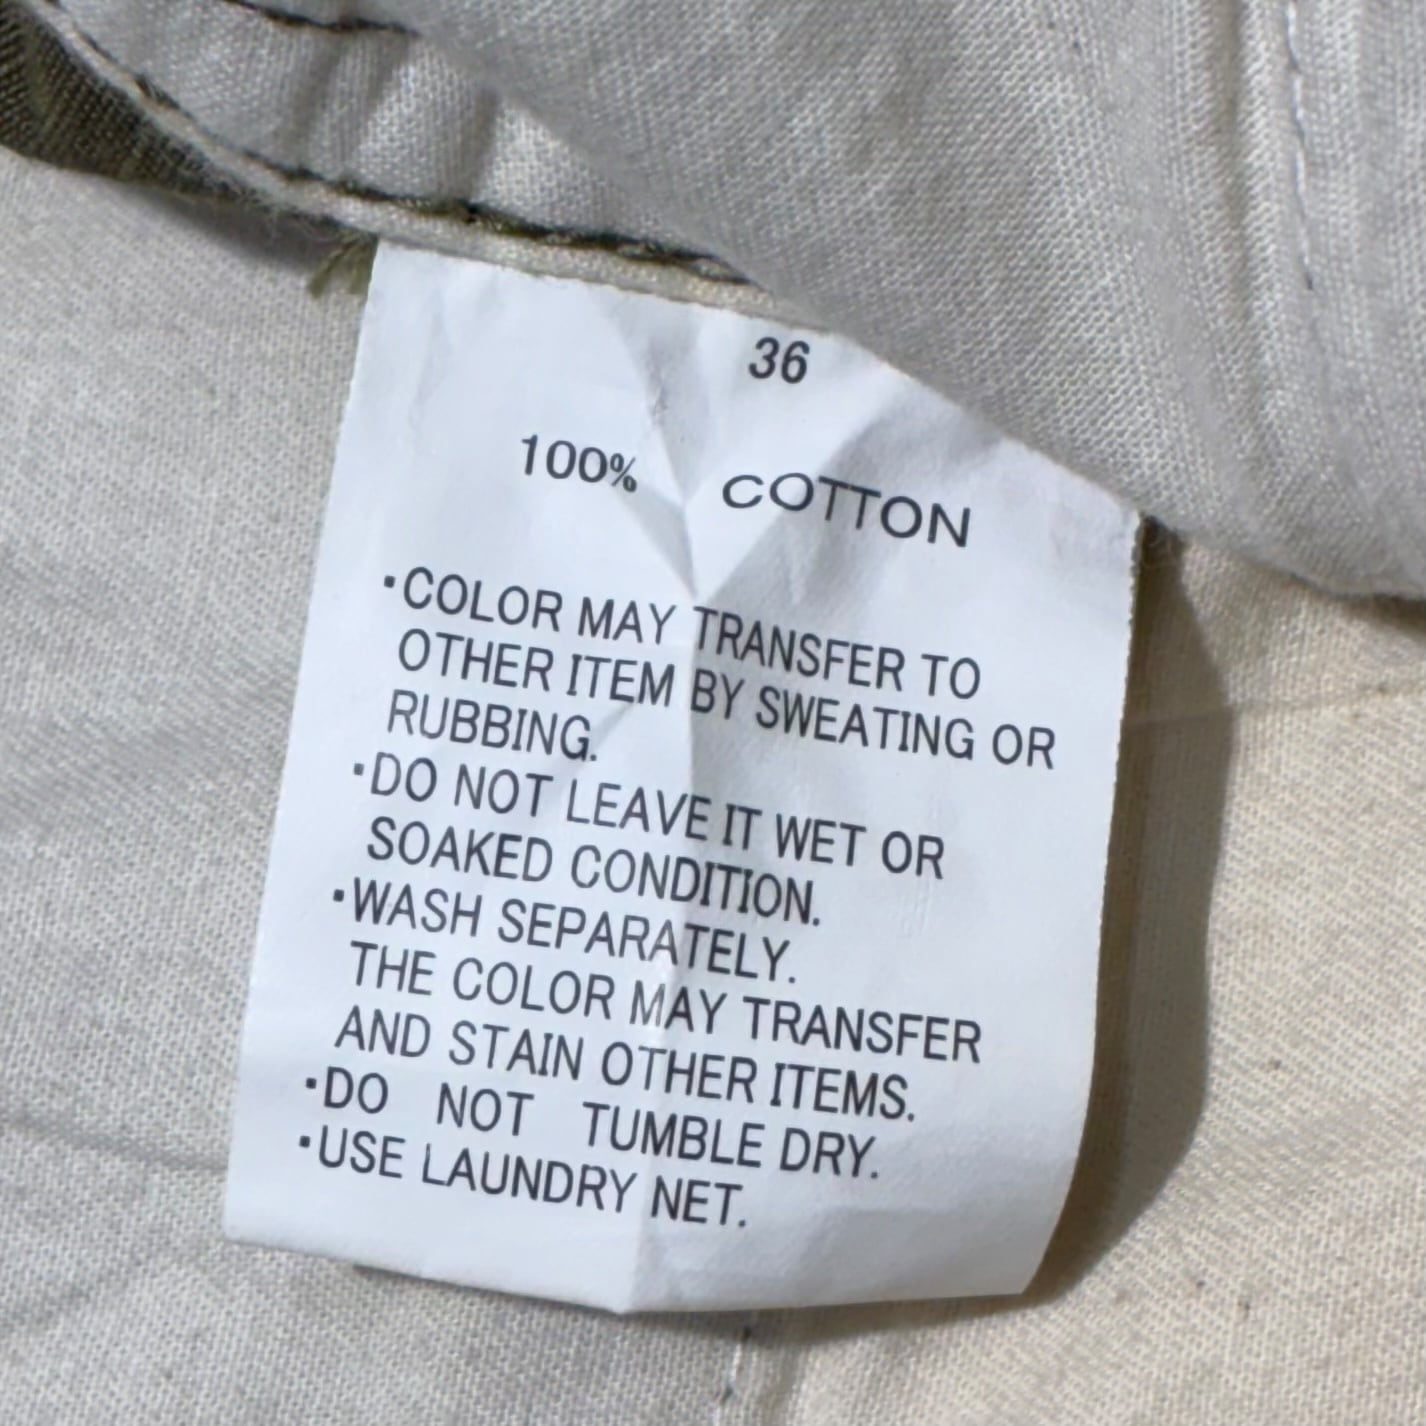 36
100% COTTON
･COLOR MAY TRANSFER TO
OTHER ITEM BY SWEATING OR
RUBBING.
･DO NOT LEAVE IT WET OR
SOAKED CONDITION.
･WASH SEPARATELY.
THE COLOR MAY TRANSFER
AND STAIN OTHER ITEMS.
･DO NOT TUMBLE DRY.
･USE LAUNDRY NET.